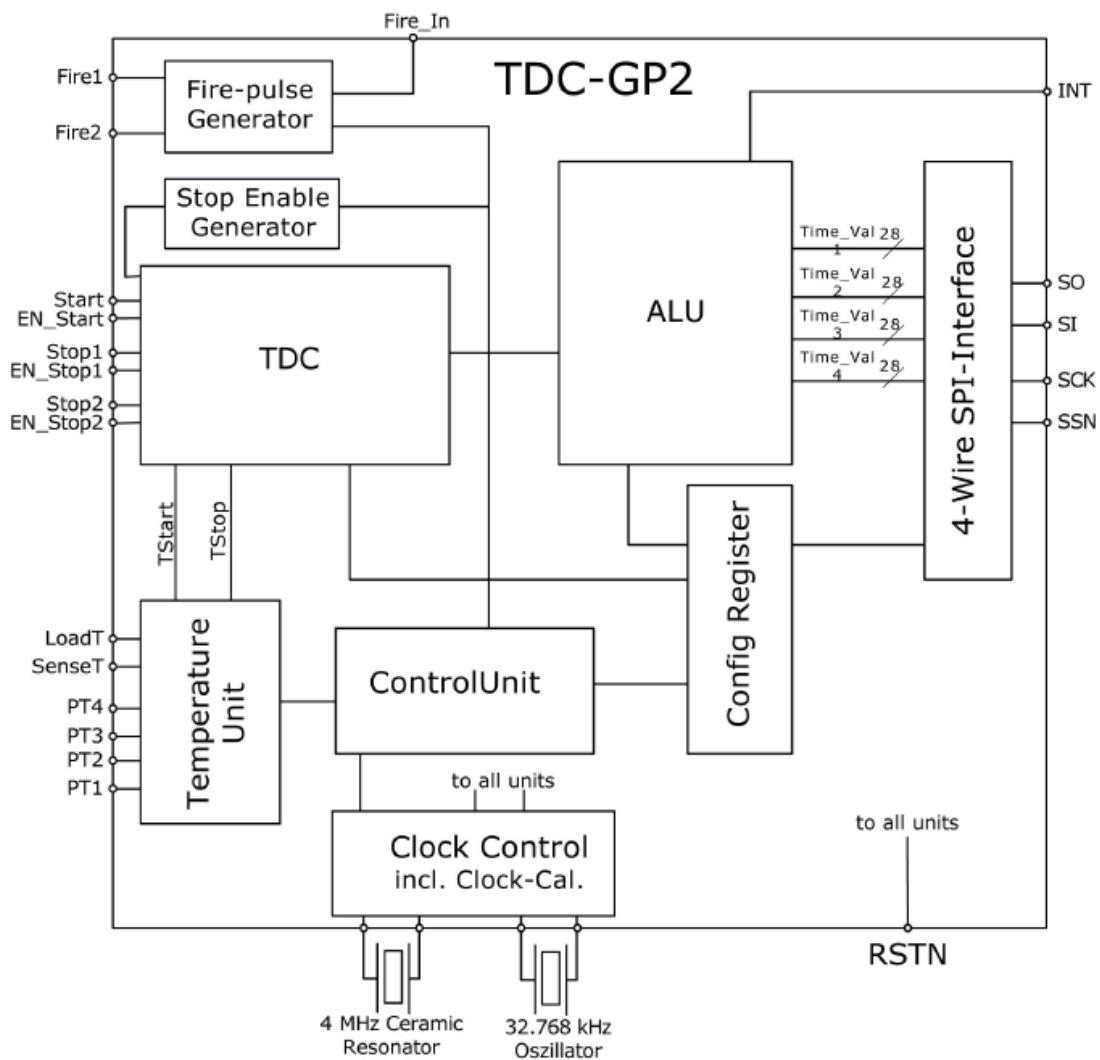 Fire_In
TDC-GP2
Fire1
Fire2
Fire-pulse
Generator
INT
Stop Enable
Generator
Start
EN_Start
Stop1
EN_Stop1
Stop2
EN_Stop2
TDC
ALU
Time_Val 28
1
Time_Val 28
2
Time_Val 28
3
Time_Val 28
4
4-Wire SPI-Interface
SO
SI
SCK
SSN
TStart
TStop
Config Register
LoadT
SenseT
PT4
PT3
PT2
PT1
Temperature
Unit
ControlUnit
to all units
Clock Control
incl. Clock-Cal.
to all units
RSTN
4 MHz Ceramic
Resonator
32.768 kHz
Oszillator